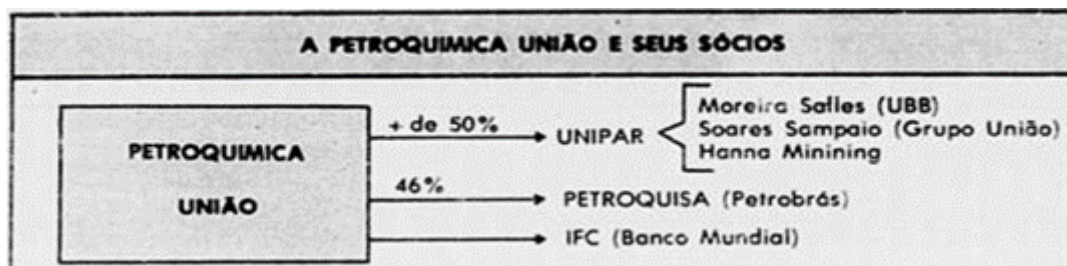 A PETROQUIMICA UNIÃO E SEUS SÓCIOS
PETROQUIMICA
UNIÃO
+ de 50%
UNIPAR
Moreira Salles (UBB)
Soares Sampaio (Grupo União)
Hanna Minining
46%
PETROQUISA (Petrobrás)
IFC (Banco Mundial)